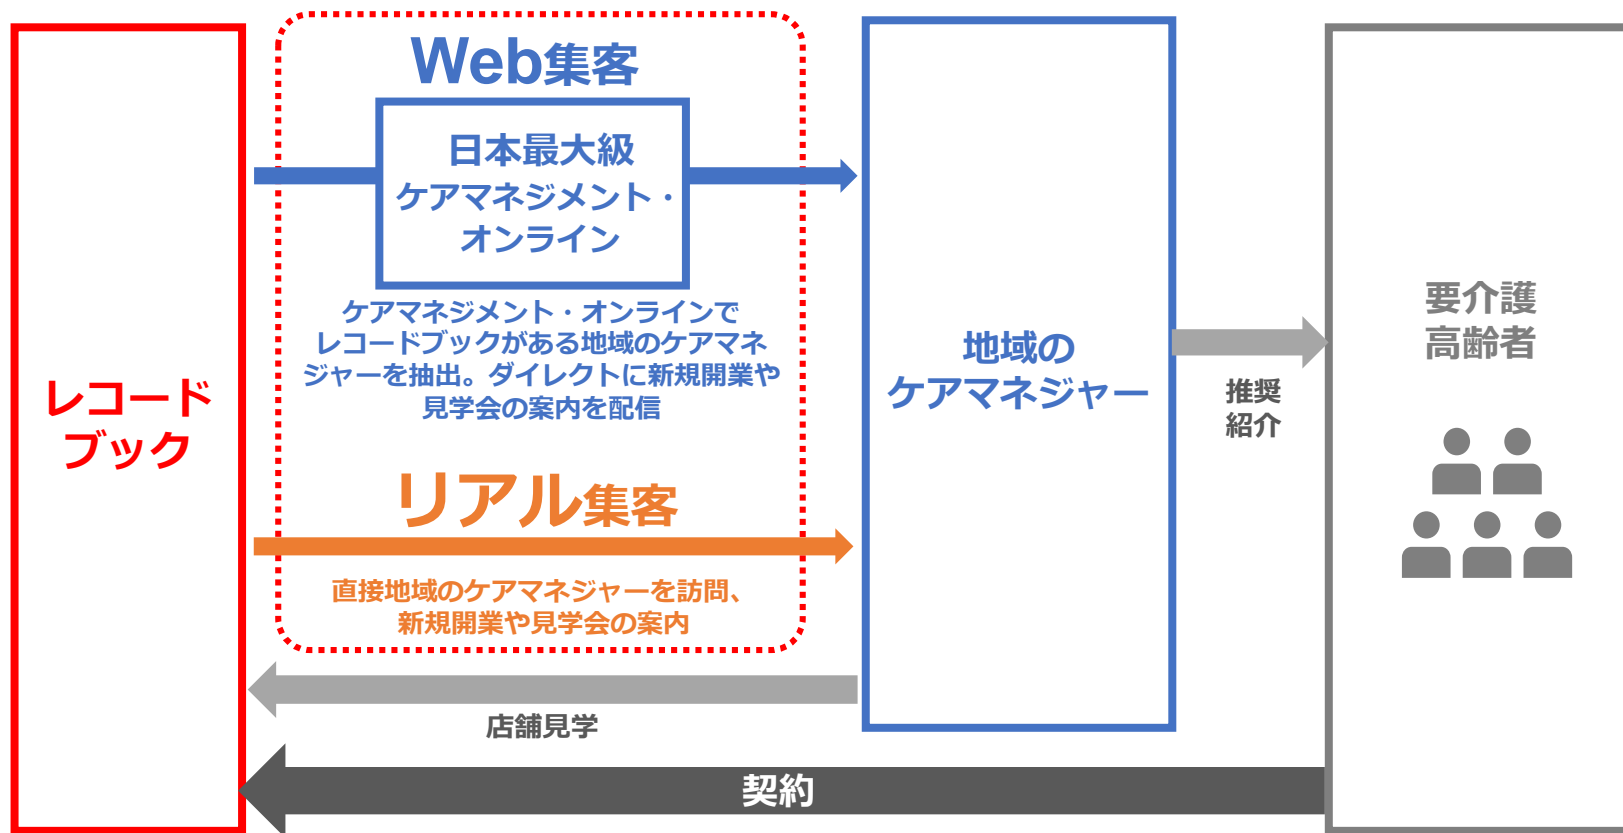 レコード
ブック
Web集客
日本最大級
ケアマネジメント・
オンライン
ケアマネジメント・オンラインで
レコードブックがある地域のケアマネ
ジャーを抽出。ダイレクトに新規開業や
見学会の案内を配信
リアル集客
直接地域のケアマネジャーを訪問、
新規開業や見学会の案内
地域の
ケアマネジャー
推奨
紹介
要介護
高齢者
店舗見学
契約